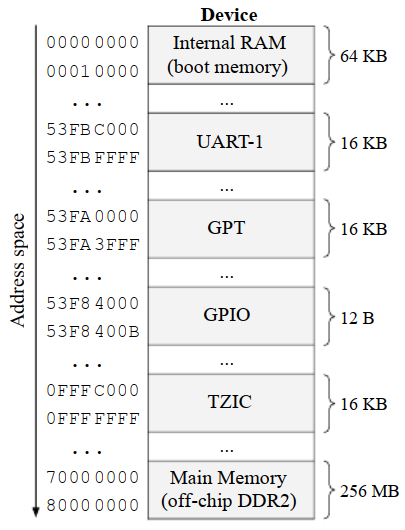 Device
0000 0000 Internal RAM
0001 0000 (boot memory) 64 KB
... ...
53FB C000
UART-1 16 KB
53FB FFFF
... ...
53FA 0000
GPT 16 KB
53FA 3FFF
... ...
53F8 4000
GPIO 12 B
53F8 400B
... ...
0FFF C000
TZIC 16 KB
0FFF FFFF
... ...
7000 0000 Main Memory
8000 0000 (off-chip DDR2) 256 MB
Address space